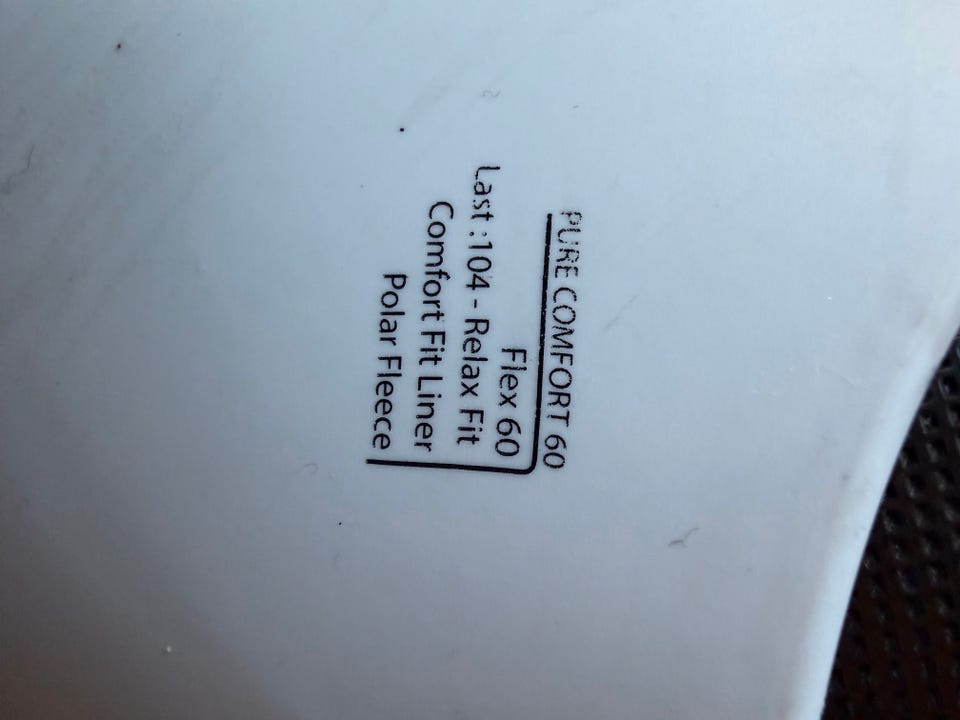 PURE COMFORT 60
Flex 60
Last :104 - Relax Fit
Comfort Fit Liner
Polar Fleece